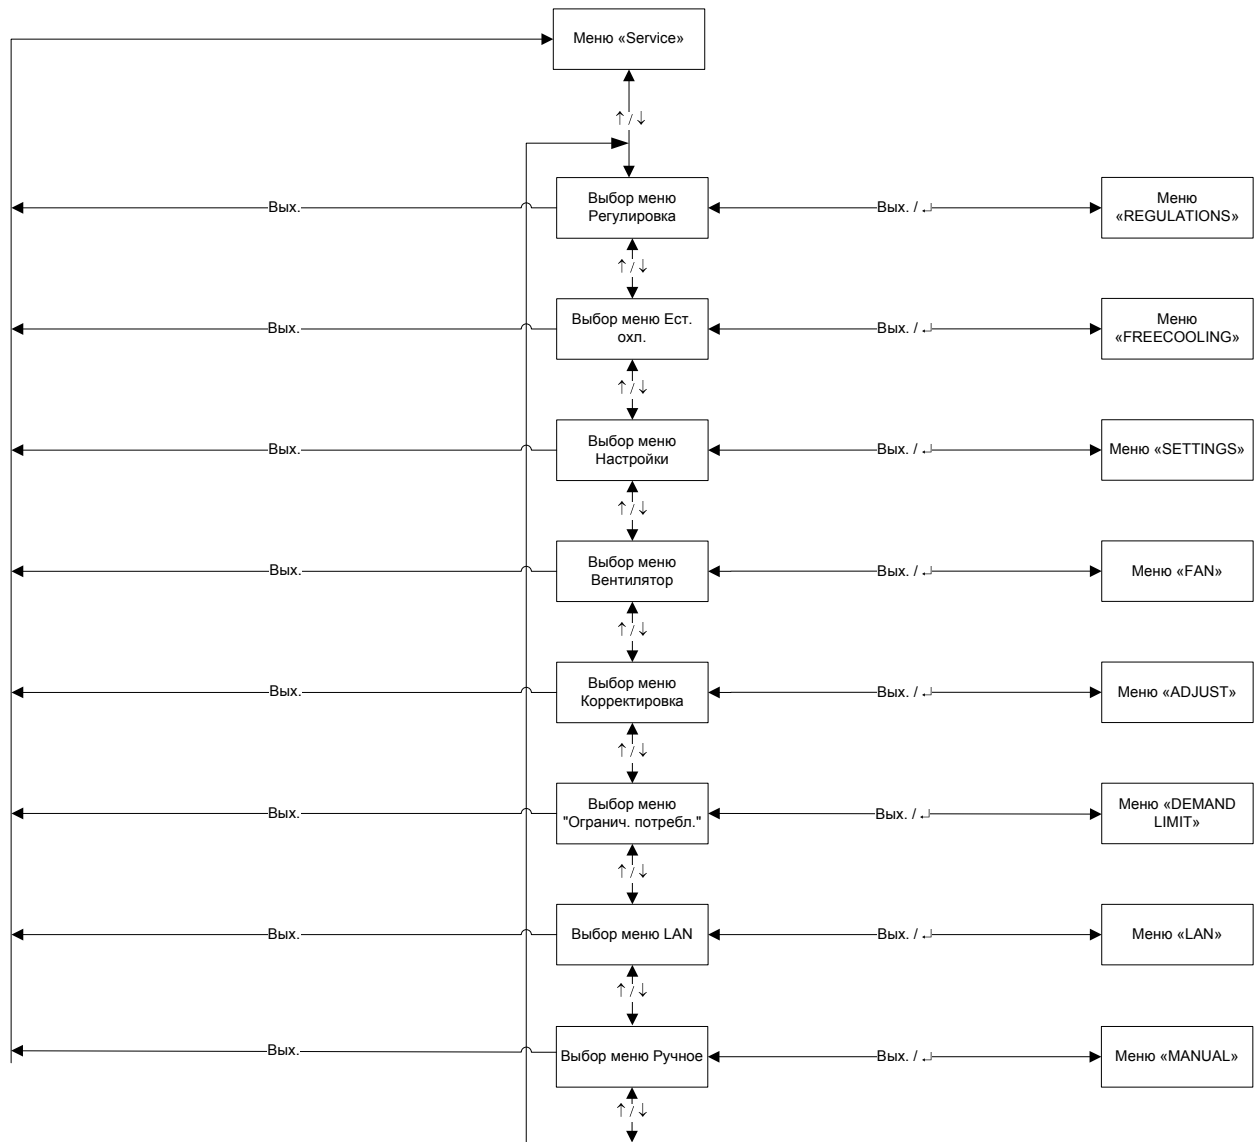 Меню «Service»
↑ / ↓
Вых.
Выбор меню
Регулировка
Вых. / ↵
Меню
«REGULATIONS»
↑ / ↓
Вых.
Выбор меню Ест.
охл.
Вых. / ↵
Меню
«FREECOOLING»
↑ / ↓
Вых.
Выбор меню
Настройки
Вых. / ↵
Меню «SETTINGS»
↑ / ↓
Вых.
Выбор меню
Вентилятор
Вых. / ↵
Меню «FAN»
↑ / ↓
Вых.
Выбор меню
Корректировка
Вых. / ↵
Меню «ADJUST»
↑ / ↓
Вых.
Выбор меню
"Огранич. потребл."
Вых. / ↵
Меню «DEMAND
LIMIT»
↑ / ↓
Вых.
Выбор меню LAN
Вых. / ↵
Меню «LAN»
↑ / ↓
Вых.
Выбор меню Ручное
Вых. / ↵
Меню «MANUAL»
↑ / ↓